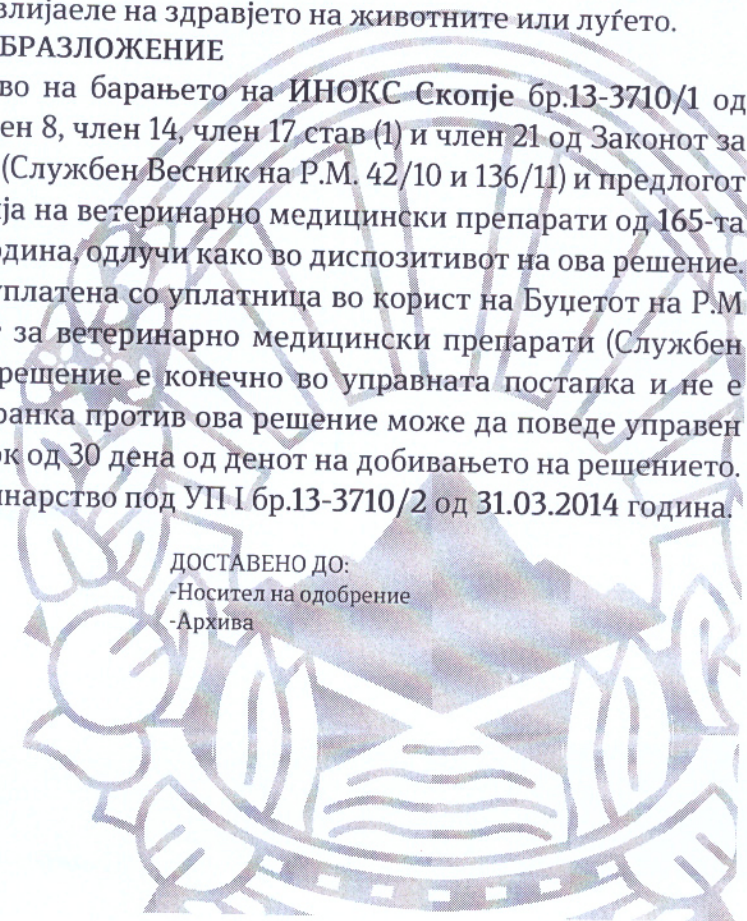 влијаеле на здравјето на животните или луѓето.
БРАЗЛОЖЕНИЕ
во на барањето на ИНОКС Скопје бр.13-3710/1 од
ен 8, член 14, член 17 став (1) и член 21 од Законот за
(Службен Весник на Р.М. 42/10 и 136/11) и предлогот
ја на ветеринарно медицински препарати од 165-та
одина, одлучи како во диспозитивот на ова решение.
уплатена со уплатница во корист на Буџетот на Р.М
за ветеринарно медицински препарати (Службен
решение е конечно во управната постапка и не е
ранка против ова решение може да поведе управен
ок од 30 дена од денот на добивањето на решението.
нарство под УП I бр.13-3710/2 од 31.03.2014 година.
ДОСТАВЕНО ДО:
-Носител на одобрение
-Архива